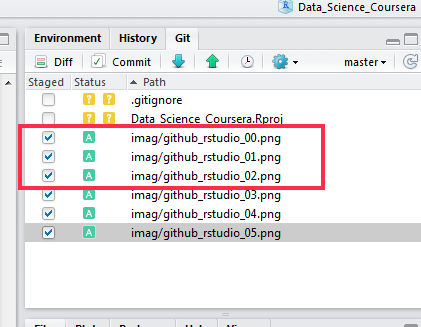 Data_Science_Coursera
Environment History Git
Diff Commit master
Staged Status Path
? ? .gitignore
? ? Data_Science_Coursera.Rproj
A imag/github_rstudio_00.png
A imag/github_rstudio_01.png
A imag/github_rstudio_02.png
A imag/github_rstudio_03.png
A imag/github_rstudio_04.png
A imag/github_rstudio_05.png